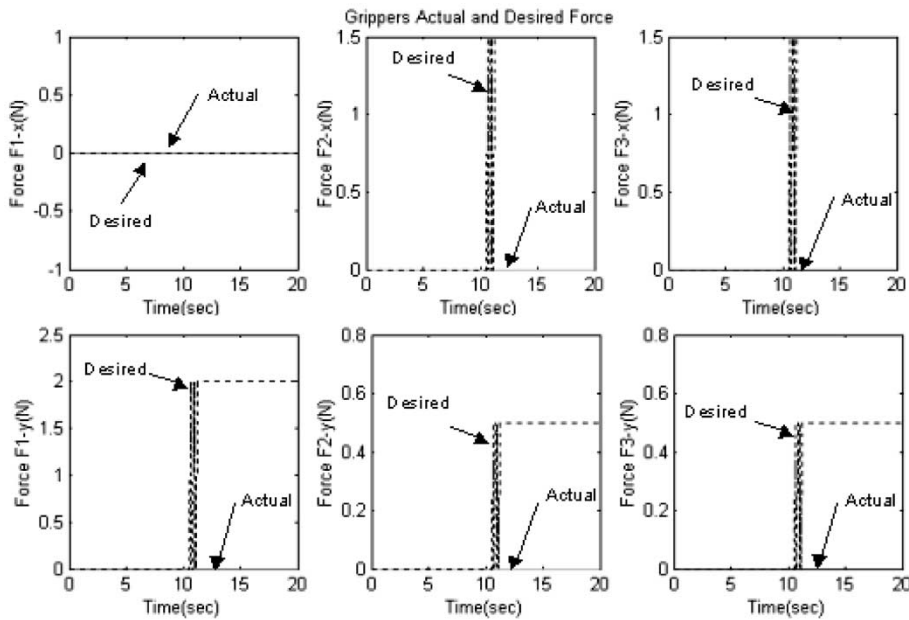 Grippers Actual and Desired Force
1
0.5
0
-0.5
-1
Force F1-x(N)
Actual
Desired
0 5 10 15 20
Time(sec)
1.5
1
0.5
0
Force F2-x(N)
Desired
Actual
0 5 10 15 20
Time(sec)
1.5
1
0.5
0
Force F3-x(N)
Desired
Actual
0 5 10 15 20
Time(sec)
2.5
2
1.5
1
0.5
0
Force F1-y(N)
Desired
Actual
0 5 10 15 20
Time(sec)
0.8
0.6
0.4
0.2
0
Force F2-y(N)
Desired
Actual
0 5 10 15 20
Time(sec)
0.8
0.6
0.4
0.2
0
Force F3-y(N)
Desired
Actual
0 5 10 15 20
Time(sec)